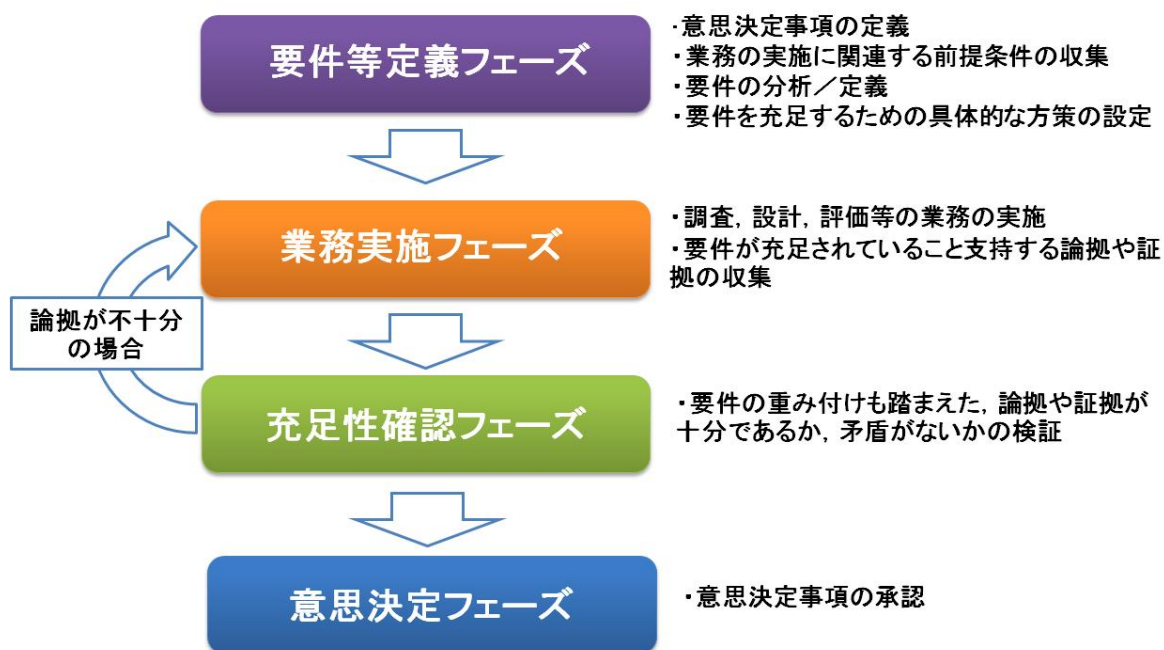 要件等定義フェーズ
・意思決定事項の定義
・業務の実施に関連する前提条件の収集
・要件の分析／定義
・要件を充足するための具体的な方策の設定
業務実施フェーズ
・調査，設計，評価等の業務の実施
・要件が充足されていること支持する論拠や証
拠の収集
論拠が不十分
の場合
充足性確認フェーズ
・要件の重み付けも踏まえた，論拠や証拠が
十分であるか，矛盾がないかの検証
意思決定フェーズ
・意思決定事項の承認